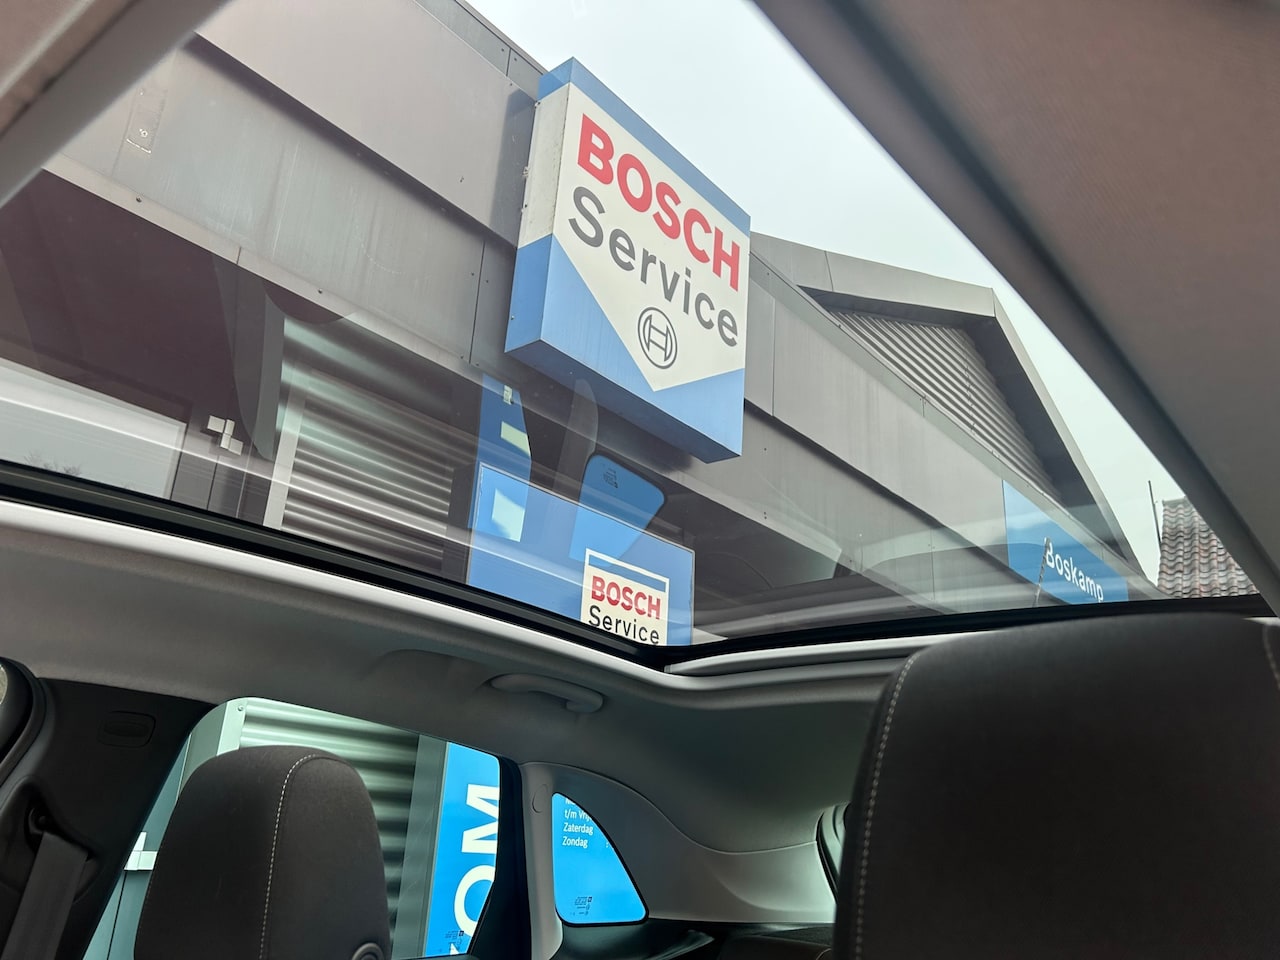 BOSCH
Service
BOSCH
Service
Boskamp
t/m Vrij
Zaterdag
Zondag